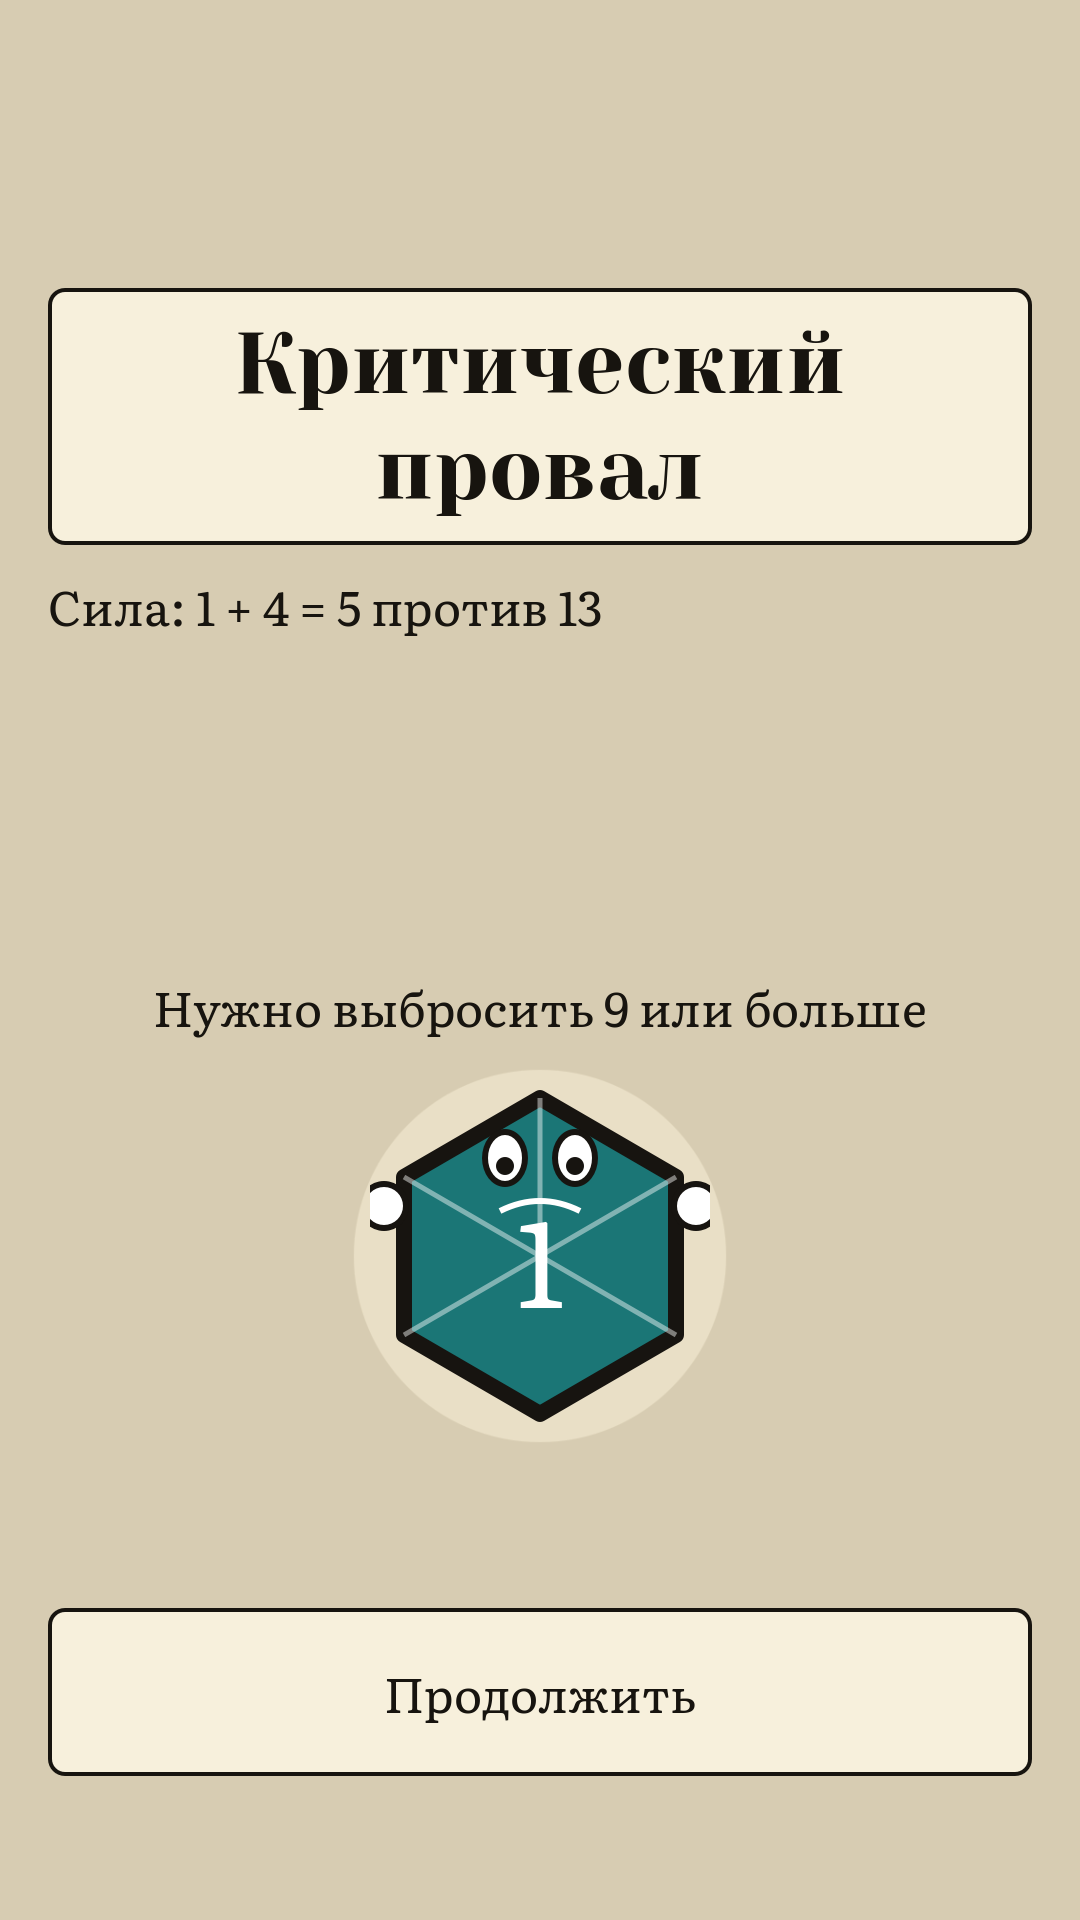 Критический
провал
Сила: 1 + 4 = 5 против 13
Нужно выбросить 9 или больше
1
Продолжить